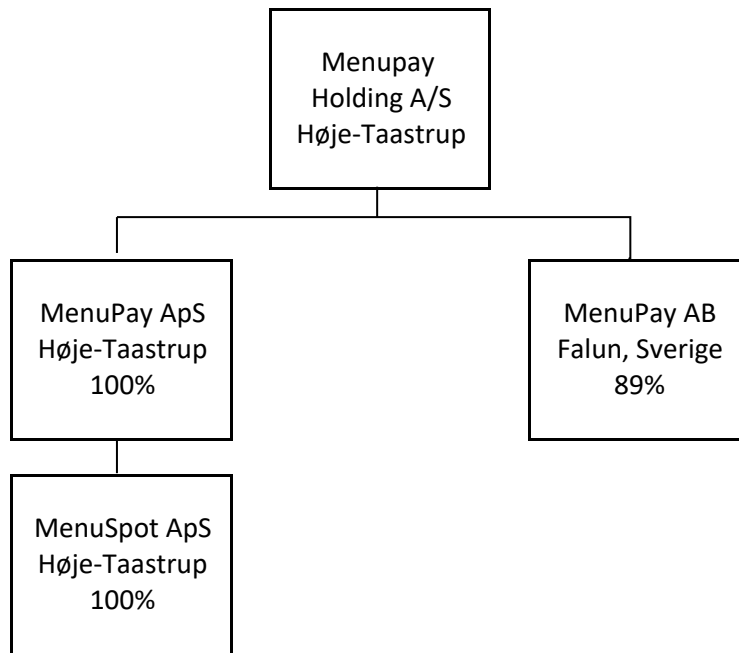 Menupay
Holding A/S
Høje-Taastrup
MenuPay ApS
Høje-Taastrup
100%
MenuPay AB
Falun, Sverige
89%
MenuSpot ApS
Høje-Taastrup
100%